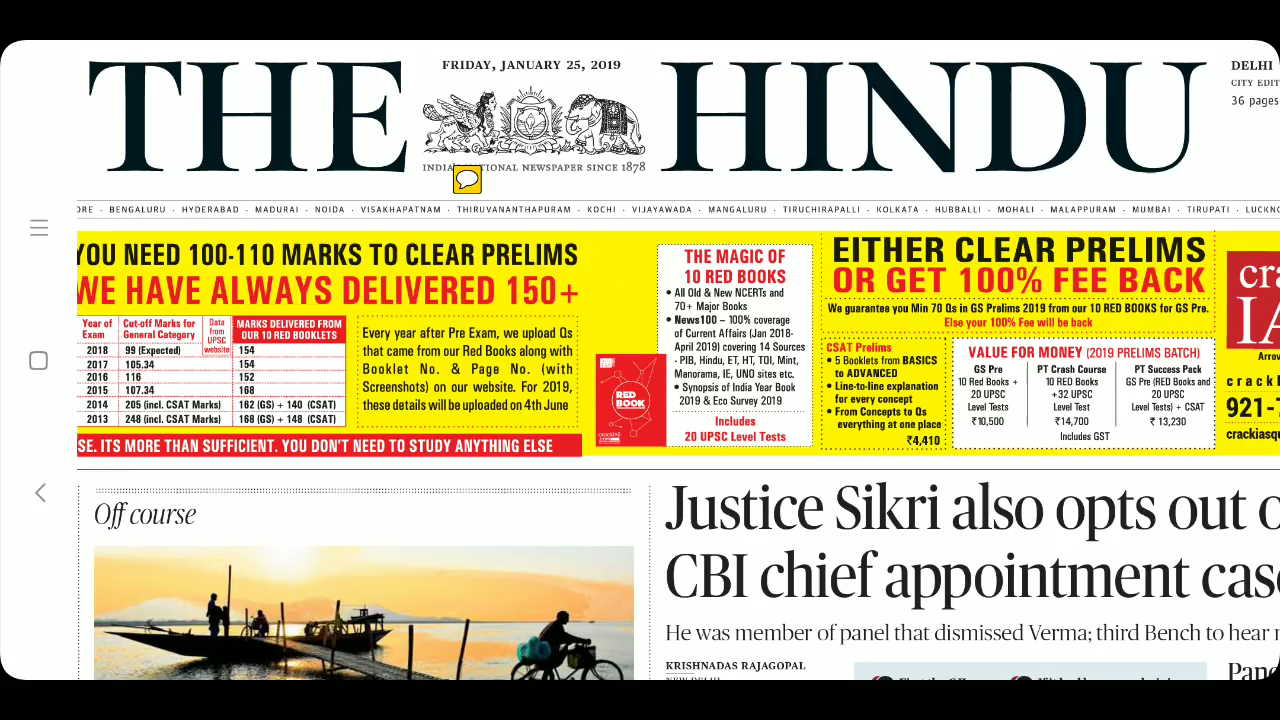 THE HINDU
FRIDAY, JANUARY 25, 2019
DELHI
36 pages
NEWSPAPER SINCE 1878
BENGALURU · HYDERABAD · MADURAI · NOIDA · VISAKHAPATNAM · THIRUVANANTHAPURAM · KOCHI · VIJAYAWADA · MANGALURU · TIRUCHIRAPALLI · KOLKATA · HUBBALLI · MOHALI · MALAPPURAM · MUMBAI · TIRUPATI
YOU NEED 100-110 MARKS TO CLEAR PRELIMS
WE HAVE ALWAYS DELIVERED 150+
Year of Exam
Cut-off Marks for General Category
Data from UPSC website
MARKS DELIVERED FROM OUR 10 RED BOOKLETS
2018 99 (Expected) 154
2017 105.34 154
2016 116 152
2015 107.34 168
2014 205 (incl. CSAT Marks) 162 (GS) + 140 (CSAT)
2013 248 (incl. CSAT Marks) 168 (GS) + 148 (CSAT)
Every year after Pre Exam, we upload Qs
that came from our Red Books along with
Booklet No. & Page No. (with
Screenshots) on our website. For 2019,
these details will be uploaded on 4th June
SE. ITS MORE THAN SUFFICIENT. YOU DON'T NEED TO STUDY ANYTHING ELSE
RED
BOOK
THE MAGIC OF
10 RED BOOKS
• All Old & New NCERTs and
70+ Major Books
• News100 – 100% coverage
of Current Affairs (Jan 2018-
April 2019) covering 14 Sources
- PIB, Hindu, ET, HT, TOI, Mint,
Manorama, IE, UNO sites etc.
• Synopsis of India Year Book
2019 & Eco Survey 2019
Includes
20 UPSC Level Tests
EITHER CLEAR PRELIMS
OR GET 100% FEE BACK
We guarantee you Min 70 Qs in GS Prelims 2019 from our 10 RED BOOKS for GS Pre.
Else your 100% Fee will be back
CSAT Prelims
• 5 Booklets from BASICS
to ADVANCED
• Line-to-line explanation
for every concept
• From Concepts to Qs
everything at one place
₹4,410
VALUE FOR MONEY (2019 PRELIMS BATCH)
GS Pre
10 Red Books +
20 UPSC
Level Tests
₹10,500
PT Crash Course
10 RED BOOKS
+32 UPSC
Level Test
₹14,700
PT Success Pack
GS Pre (RED Books and
20 UPSC
Level Tests) + CSAT
₹ 13,230
Includes GST
Off course
Justice Sikri also opts out
CBI chief appointment
He was member of panel that dismissed Verma; third Bench to hear
KRISHNADAS RAJAGOPAL